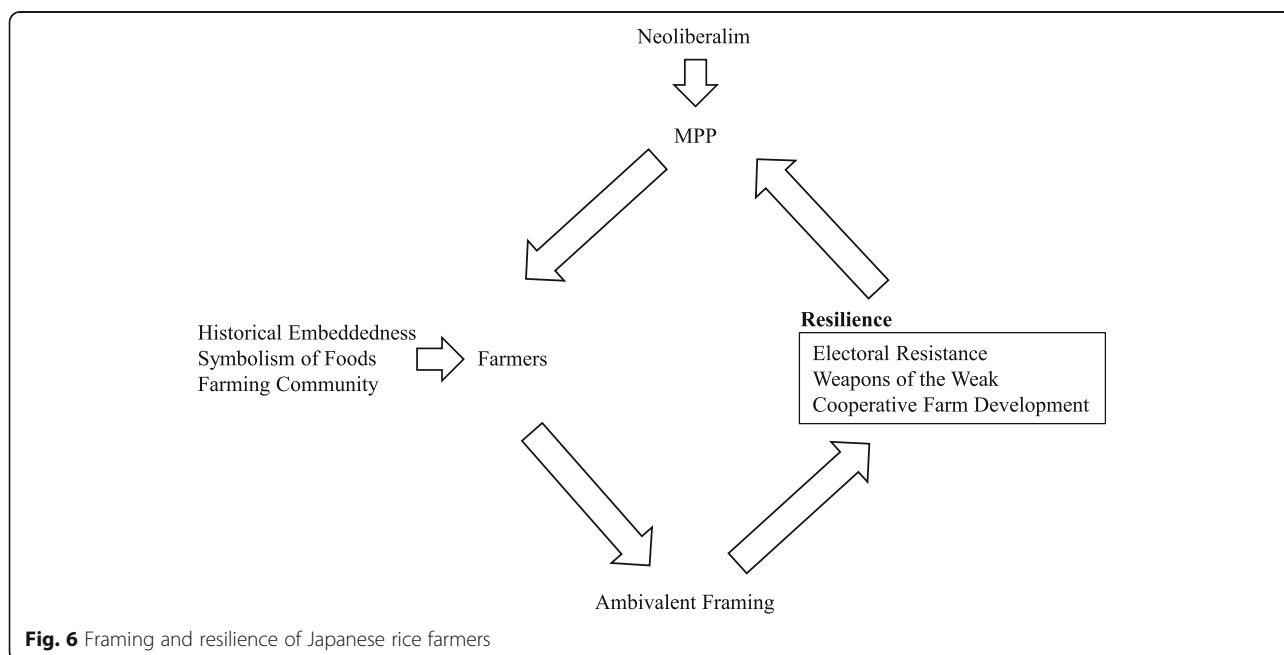 Neoliberalim
MPP
Historical Embeddedness
Symbolism of Foods
Farming Community
Farmers
Resilience
Electoral Resistance
Weapons of the Weak
Cooperative Farm Development
Ambivalent Framing
Fig. 6 Framing and resilience of Japanese rice farmers